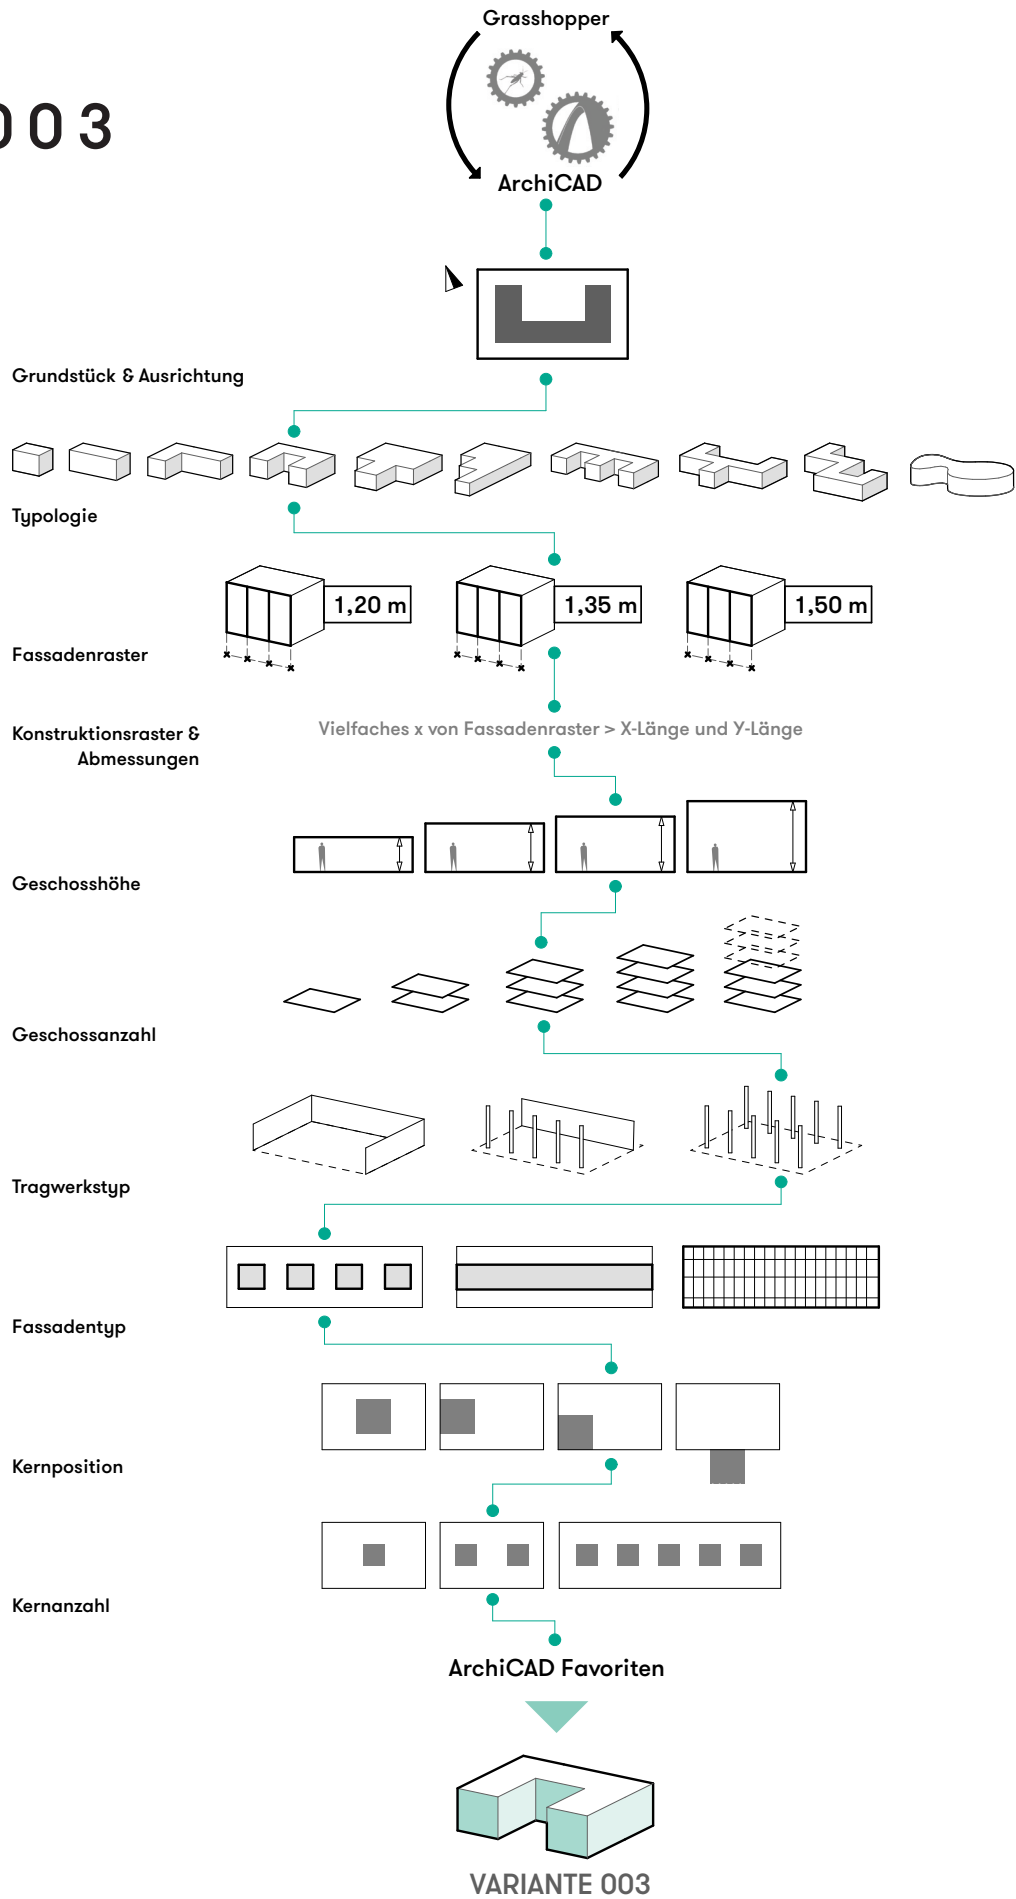 Grasshopper
003
ArchiCAD
Grundstück & Ausrichtung
Typologie
1,20 m
1,35 m
1,50 m
Fassadenraster
Konstruktionsraster &
Abmessungen
Vielfaches x von Fassadenraster > X-Länge und Y-Länge
Geschosshöhe
Geschossanzahl
Tragwerkstyp
Fassadentyp
Kernposition
Kernanzahl
ArchiCAD Favoriten
VARIANTE 003